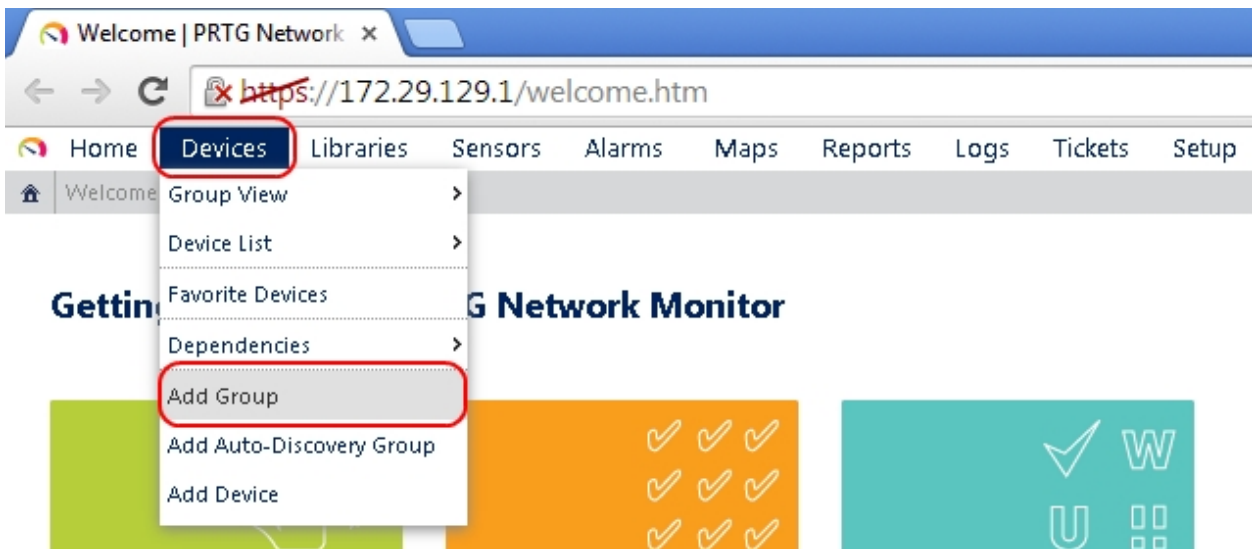 Welcome | PRTG Network
https://172.29.129.1/welcome.htm
Home Devices Libraries Sensors Alarms Maps Reports Logs Tickets Setup
Welcome
Group View
Device List
Favorite Devices
Dependencies
Add Group
Add Auto-Discovery Group
Add Device
Network Monitor
W
U